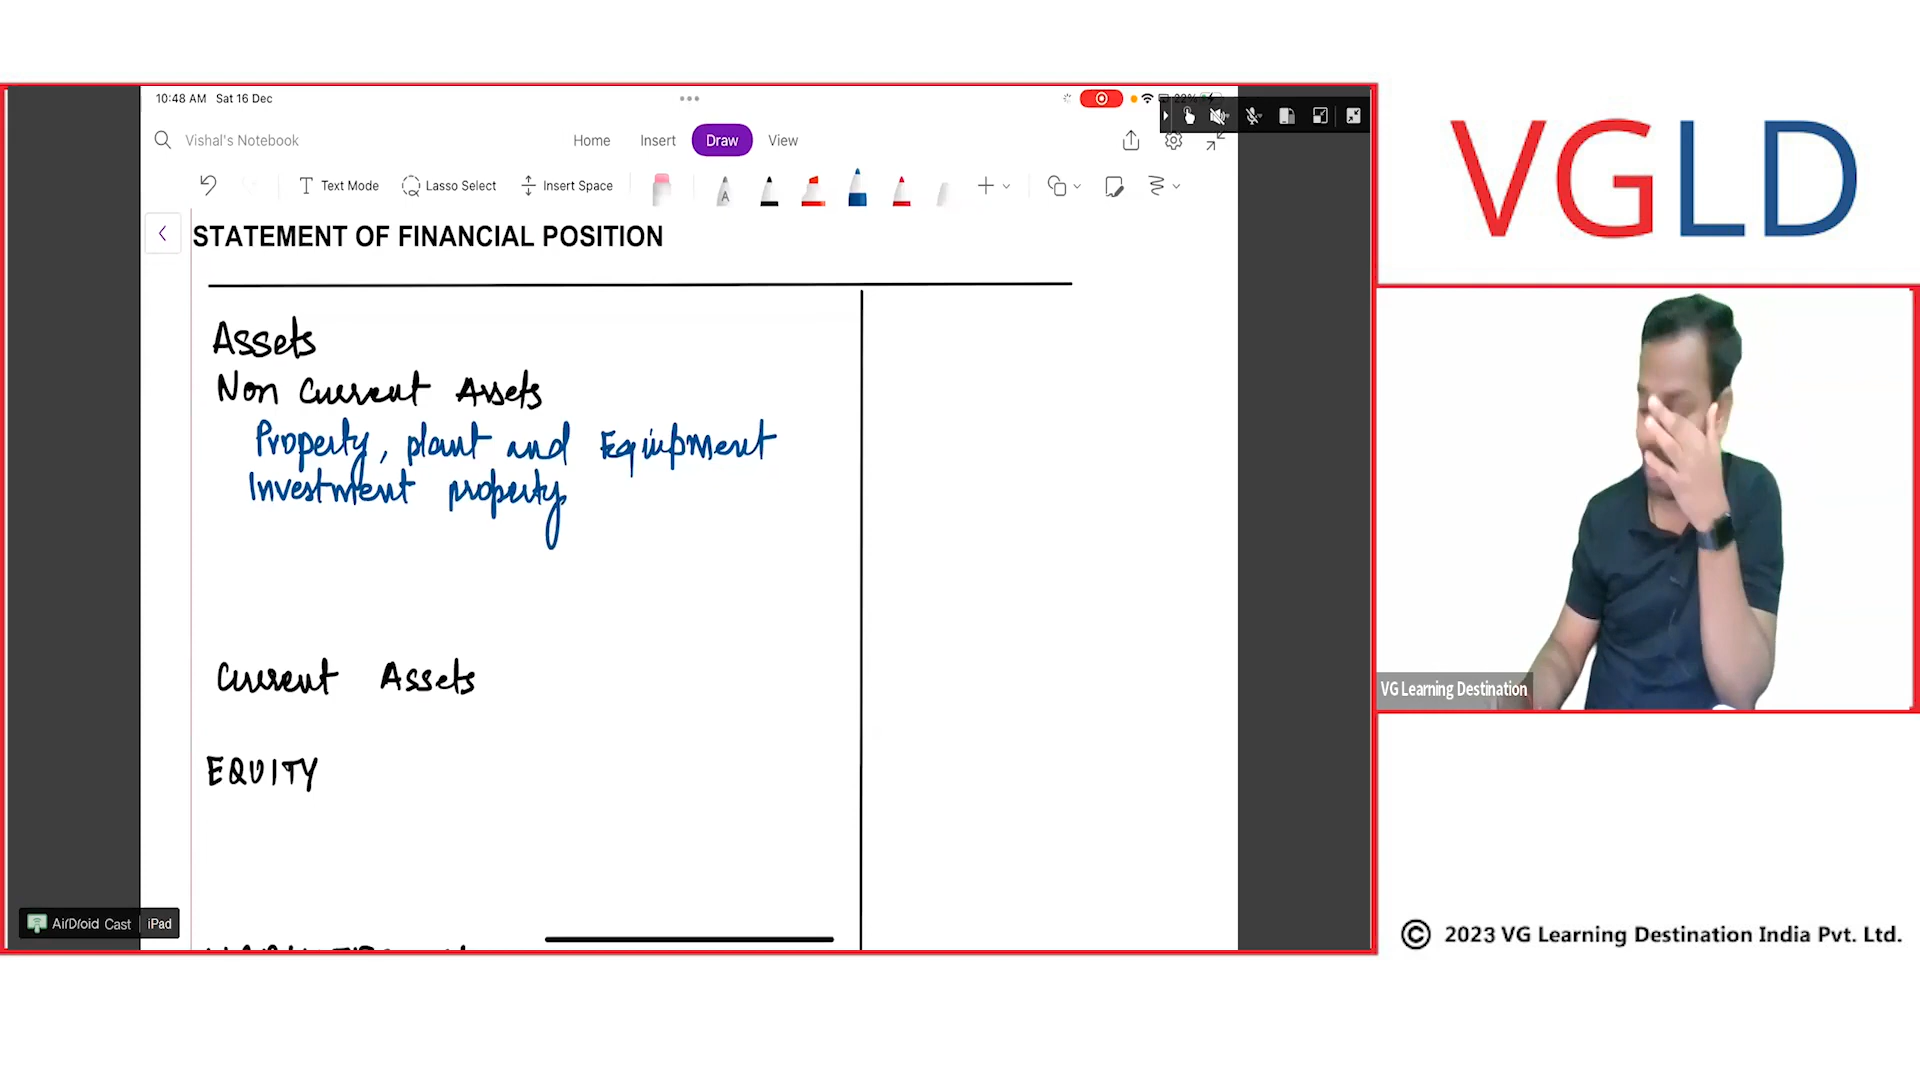 10:48 AM Sat 16 Dec
22%
Vishal's Notebook
Home Insert Draw View
Text Mode Lasso Select Insert Space
STATEMENT OF FINANCIAL POSITION
Assets
Non Current Assets
Property, plant and Equipment
Investment property
Current Assets
EQUITY
AirDroid Cast iPad
VGLD
VG Learning Destination
© 2023 VG Learning Destination India Pvt. Ltd.